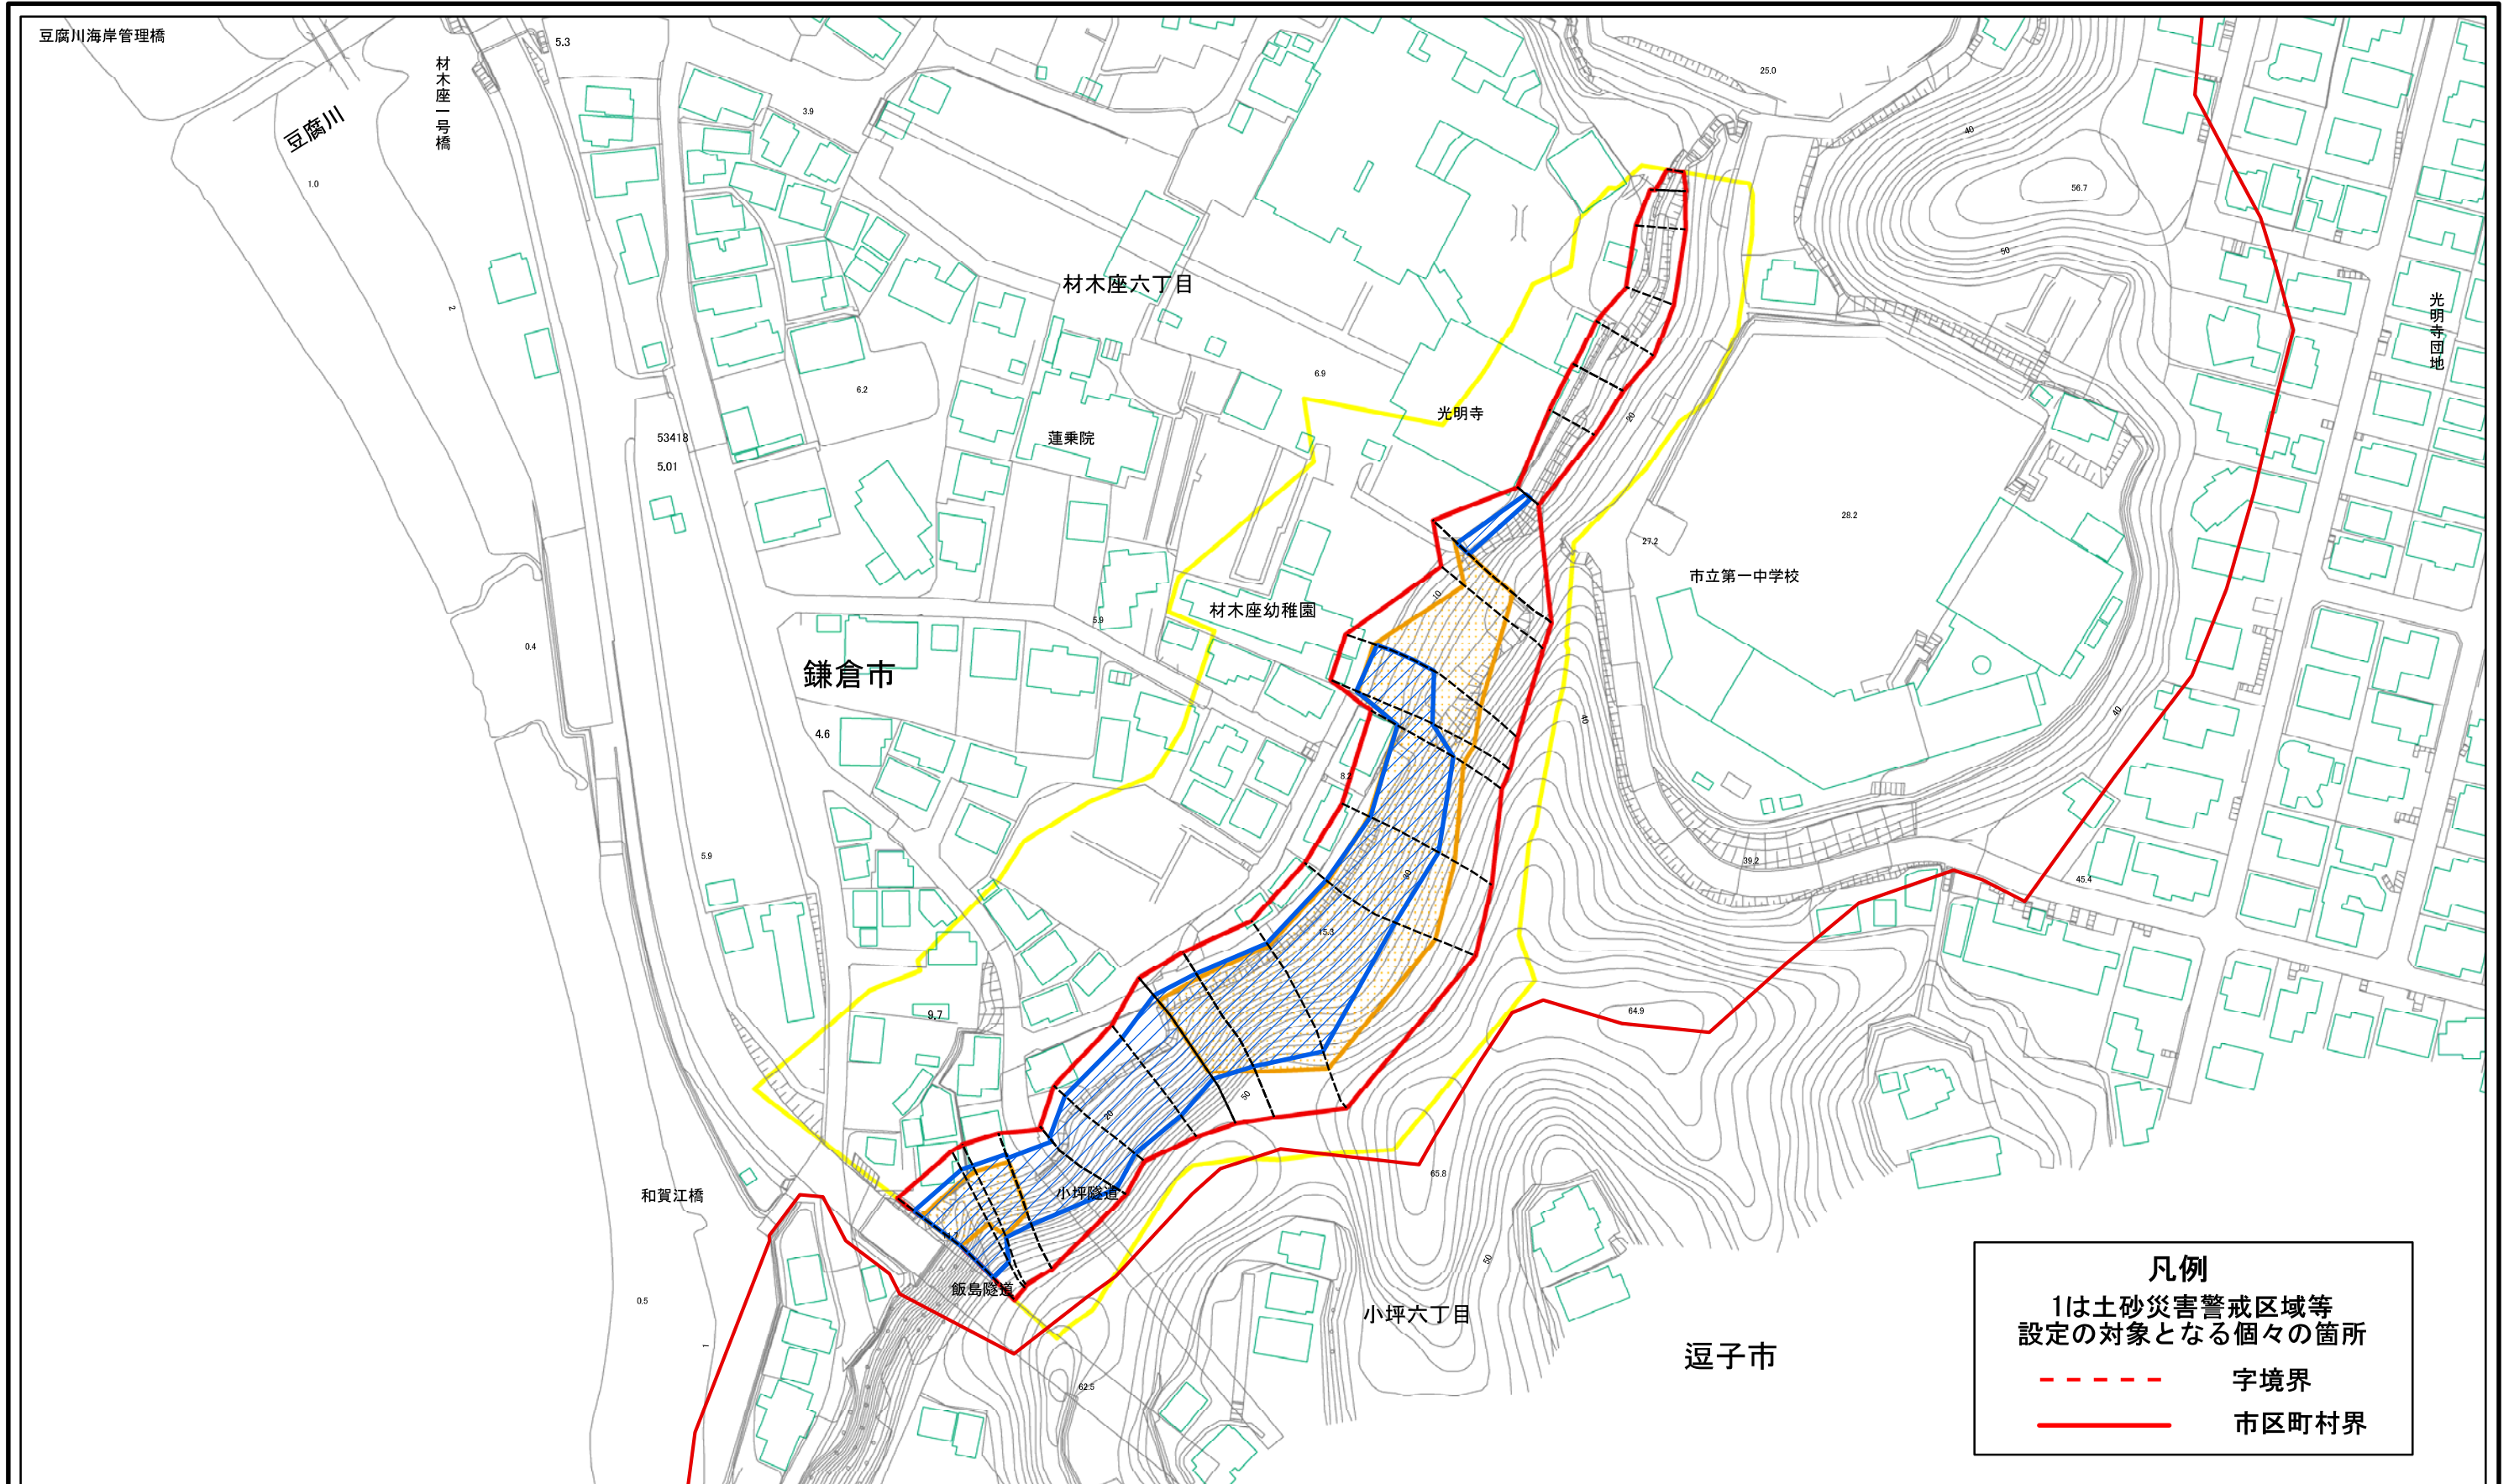 豆腐川海岸管理橋
5.3
材木座一号橋
25.0
3.9
豆腐川
40
1.0
56.7
50
材木座六丁目
2
光明寺団地
6.9
6.2
光明寺
20
蓮乗院
53418
5.01
28.2
27.2
市立第一中学校
10
材木座幼稚園
5.9
0.4
鎌倉市
40
40
4.6
8.2
5.9
39.2
30
45.4
15.3
64.9
9.7
50
20
65.8
小坪隧道
和賀江橋
50
飯島隧道
0.5
小坪六丁目
1
逗子市
62.5
凡例
1は土砂災害警戒区域等
設定の対象となる個々の箇所
字境界
市区町村界